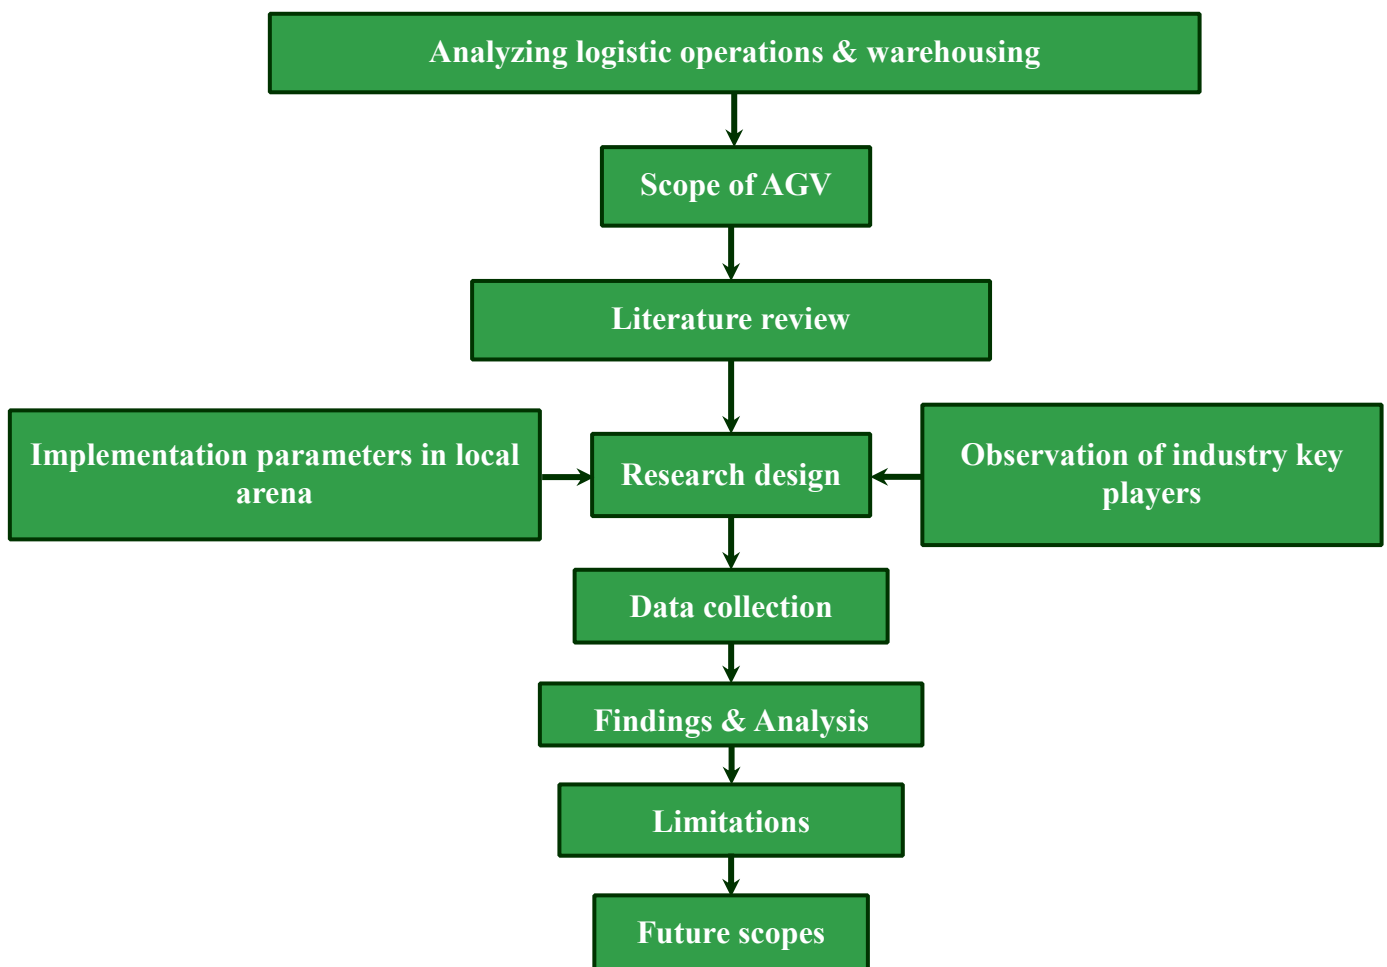 Analyzing logistic operations & warehousing
Scope of AGV
Literature review
Implementation parameters in local
arena
Research design
Observation of industry key
players
Data collection
Findings & Analysis
Limitations
Future scopes